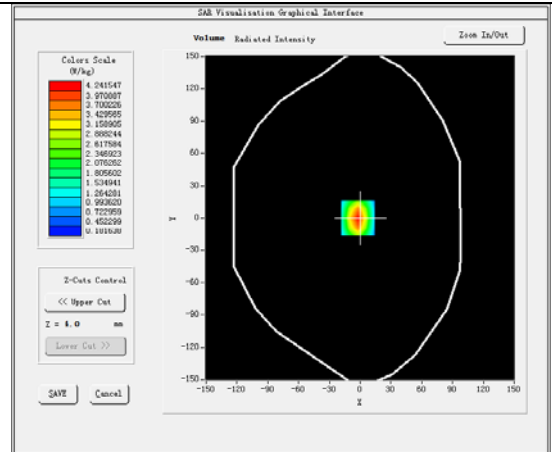 SAR Visualisation Graphical Interface
Volume Radiated Intensity
Zoom In/Out
Colors Scale
(W/kg)
4.241547
3.970887
3.700226
3.429565
3.158905
2.888244
2.617584
2.346923
2.076262
1.805602
1.534941
1.264281
0.993620
0.722959
0.452299
0.181638
150
120
90
60
30
0
-30
-60
-90
-120
-150
Y
-150 -120 -90 -60 -30 0 30 60 90 120 150
X
Z-Cuts Control
<< Upper Cut
Z = 4.0 mm
Lower Cut >>
SAVE Cancel